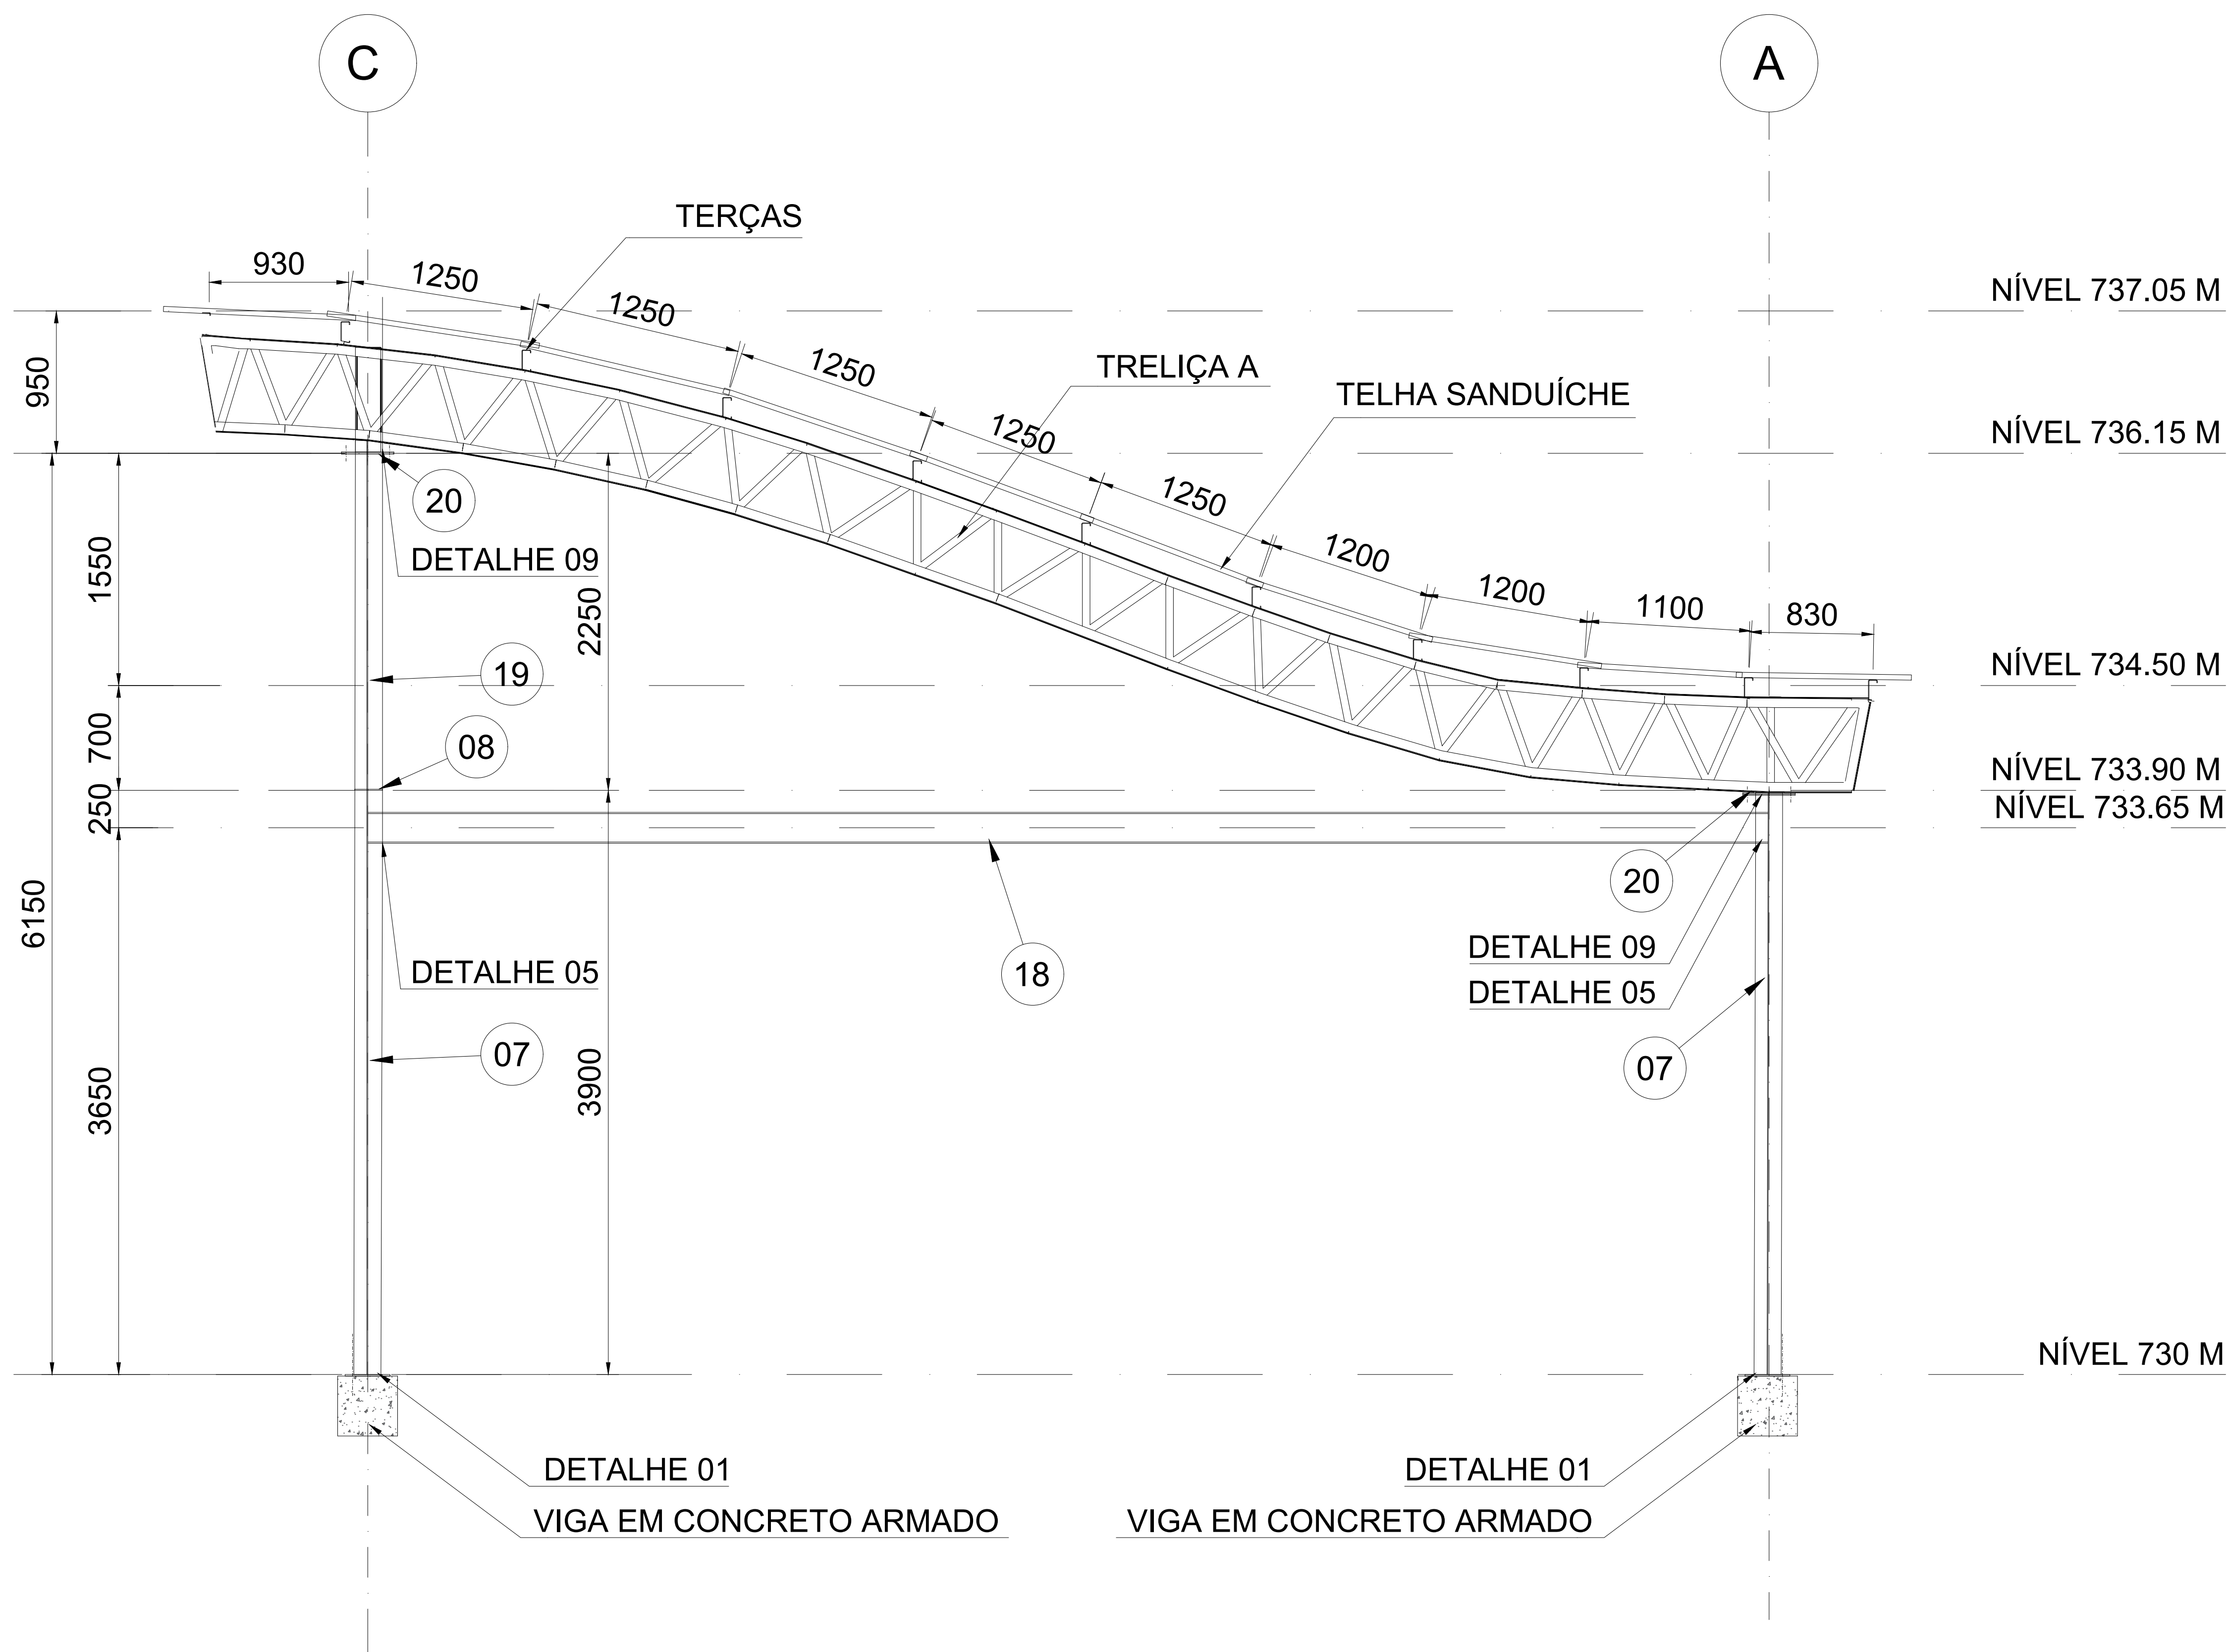 C
A
TERÇAS
930
1250
1250
NÍVEL 737.05 M
1250
TRELIÇA A
950
TELHA SANDUÍCHE
1250
NÍVEL 736.15 M
20
1250
DETALHE 09
1550
1200
2250
1200
1100
830
19
NÍVEL 734.50 M
08
700
NÍVEL 733.90 M
250
NÍVEL 733.65 M
20
6150
DETALHE 09
DETALHE 05
18
DETALHE 05
07
07
3650
3900
NÍVEL 730 M
DETALHE 01
DETALHE 01
VIGA EM CONCRETO ARMADO
VIGA EM CONCRETO ARMADO